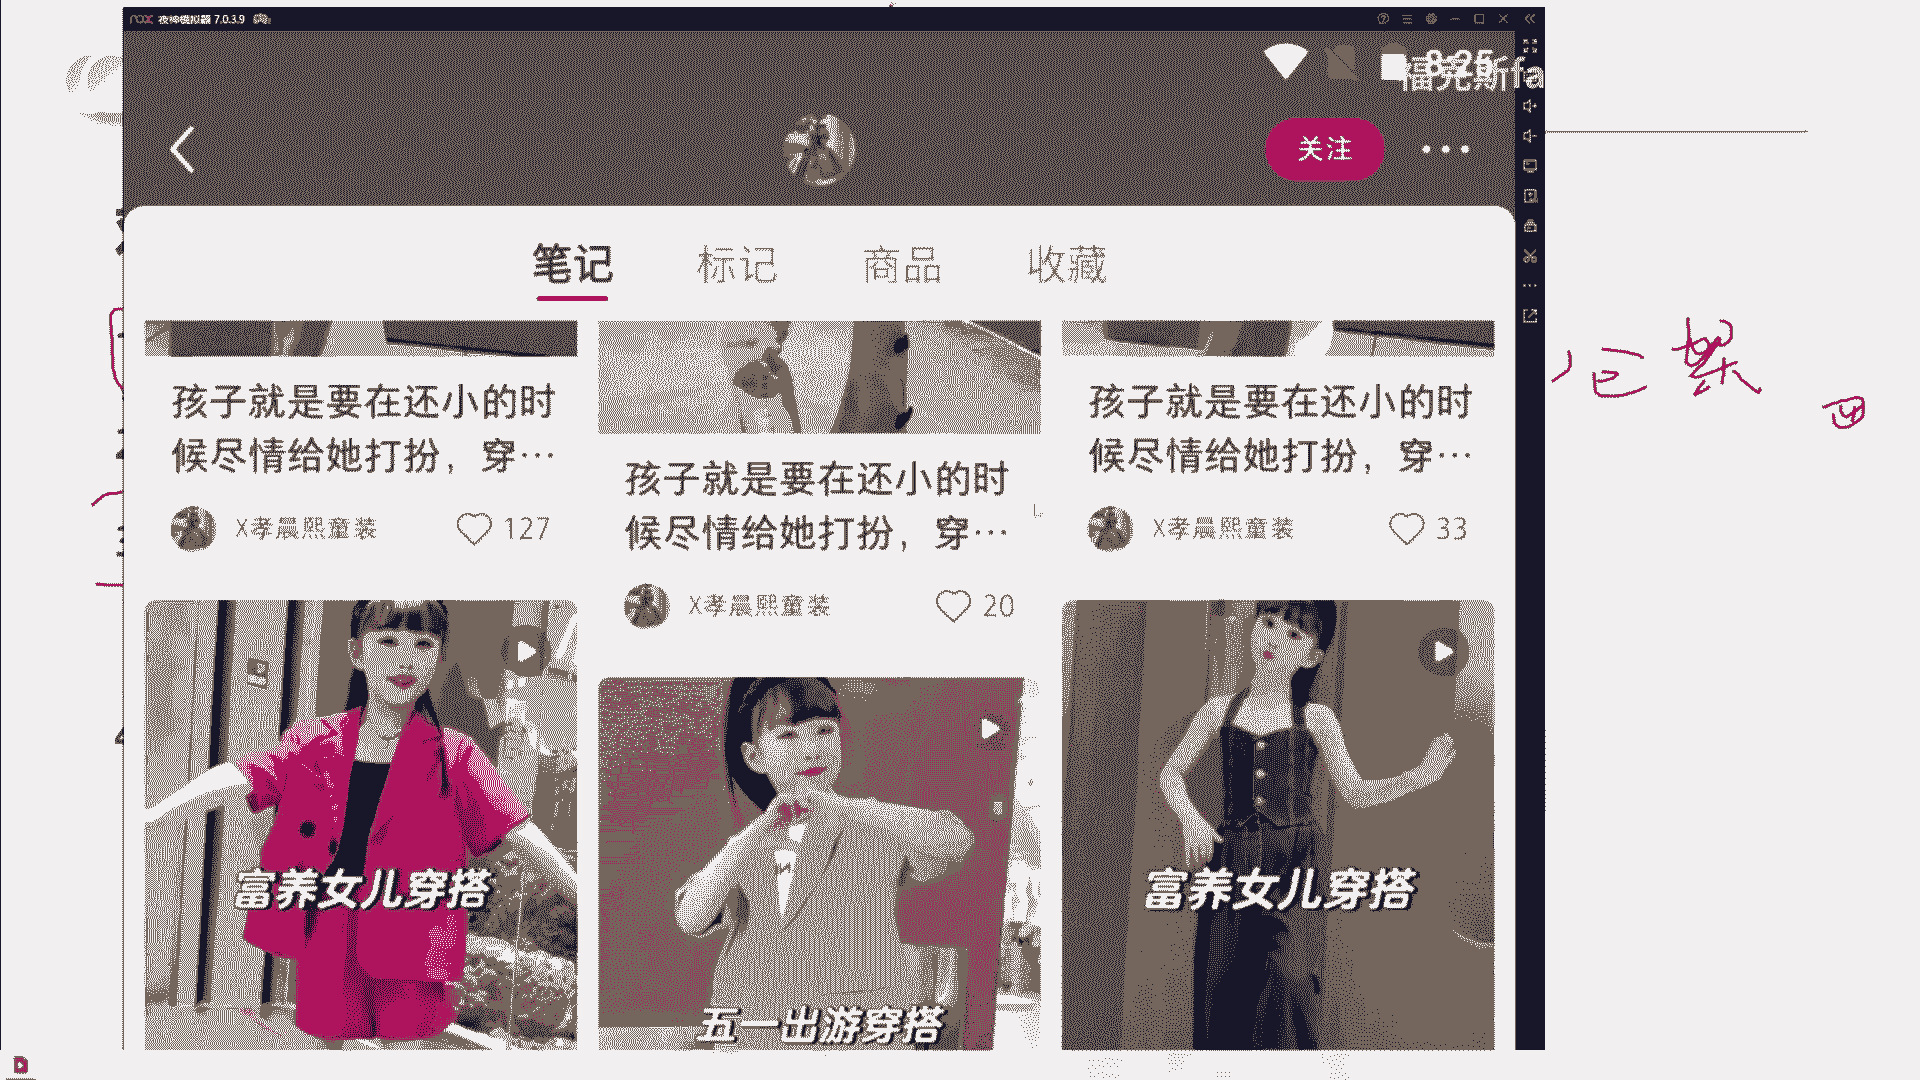 nox 夜神模拟器 7.0.3.9
8:25
福克斯fa
关注
笔记 标记 商品 收藏
孩子就是要在还小的时
候尽情给她打扮，穿…
X孝晨熙童装 127
孩子就是要在还小的时
候尽情给她打扮，穿…
X孝晨熙童装 20
孩子就是要在还小的时
候尽情给她打扮，穿…
X孝晨熙童装 33
富养女儿穿搭
五一出游穿搭
富养女儿穿搭